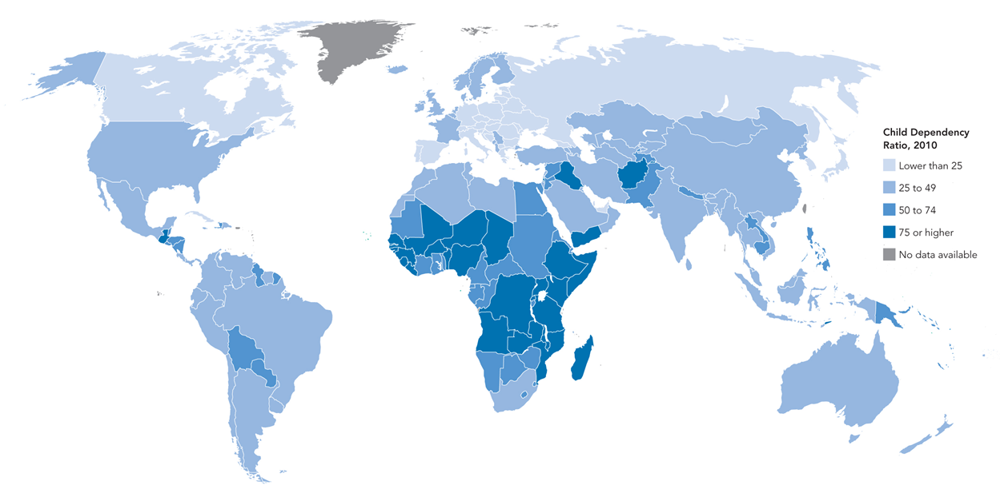 Child Dependency
Ratio, 2010
Lower than 25
25 to 49
50 to 74
75 or higher
No data available